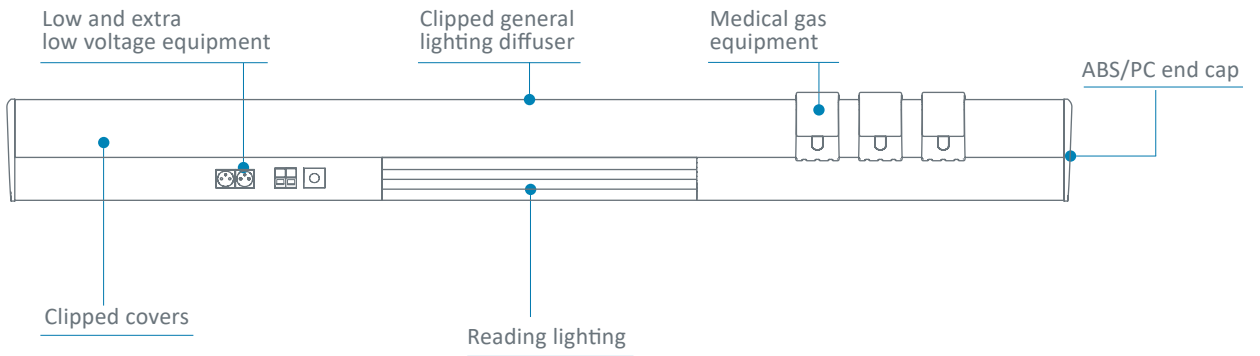 Low and extra
low voltage equipment
Clipped general
lighting diffuser
Medical gas
equipment
ABS/PC end cap
Clipped covers
Reading lighting